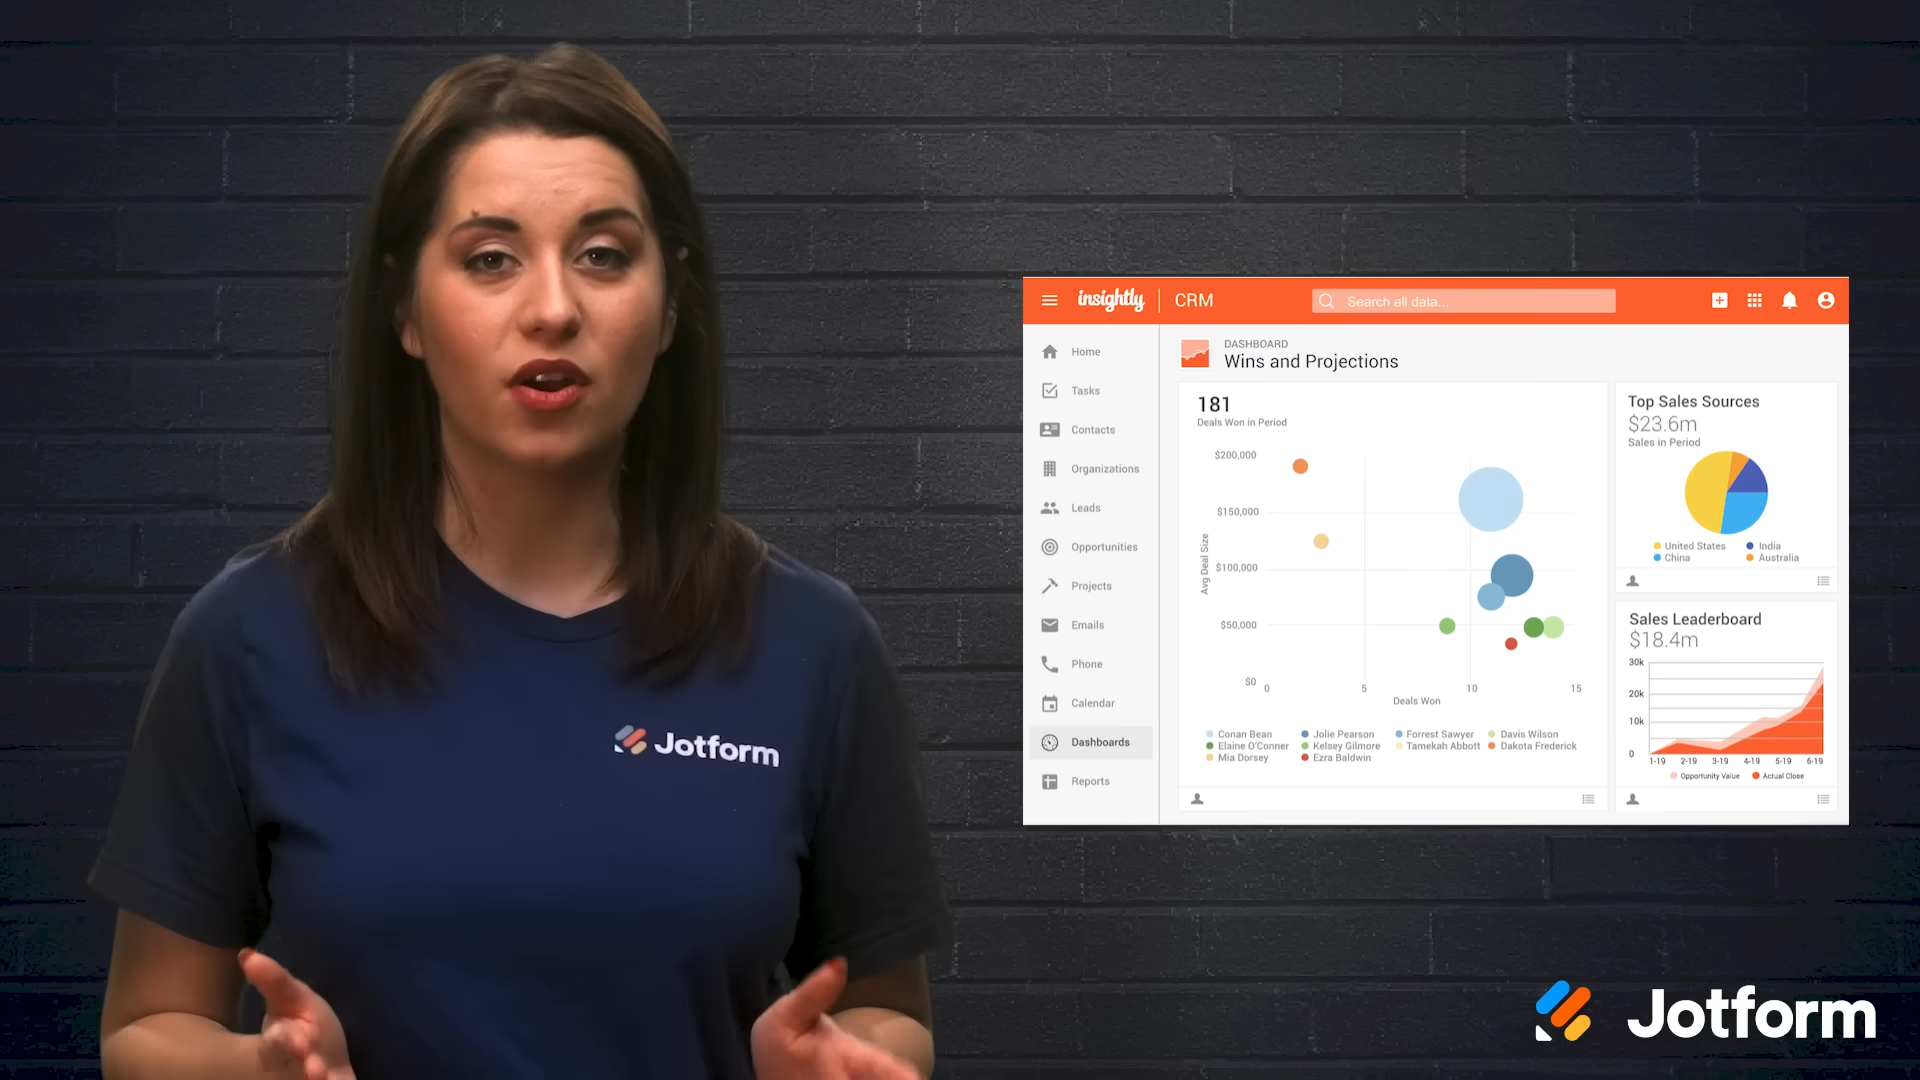 Jotform
insightly CRM
Search all data...
Home
Tasks
Contacts
Organizations
Leads
Opportunities
Projects
Emails
Phone
Calendar
Dashboards
Reports
DASHBOARD
Wins and Projections
181
Deals Won in Period
Avg Deal Size
$200,000
$150,000
$100,000
$50,000
$0
0 5 10 15
Deals Won
Conan Bean Jolie Pearson Forrest Sawyer Davis Wilson
Elaine O'Conner Kelsey Gilmore Tamekah Abbott Dakota Frederick
Mia Dorsey Ezra Baldwin
Top Sales Sources
$23.6m
Sales in Period
United States India
China Australia
Sales Leaderboard
$18.4m
30k
20k
10k
0
1-19 2-19 3-19 4-19 5-19 6-19
Opportunity Value Actual Close
Jotform